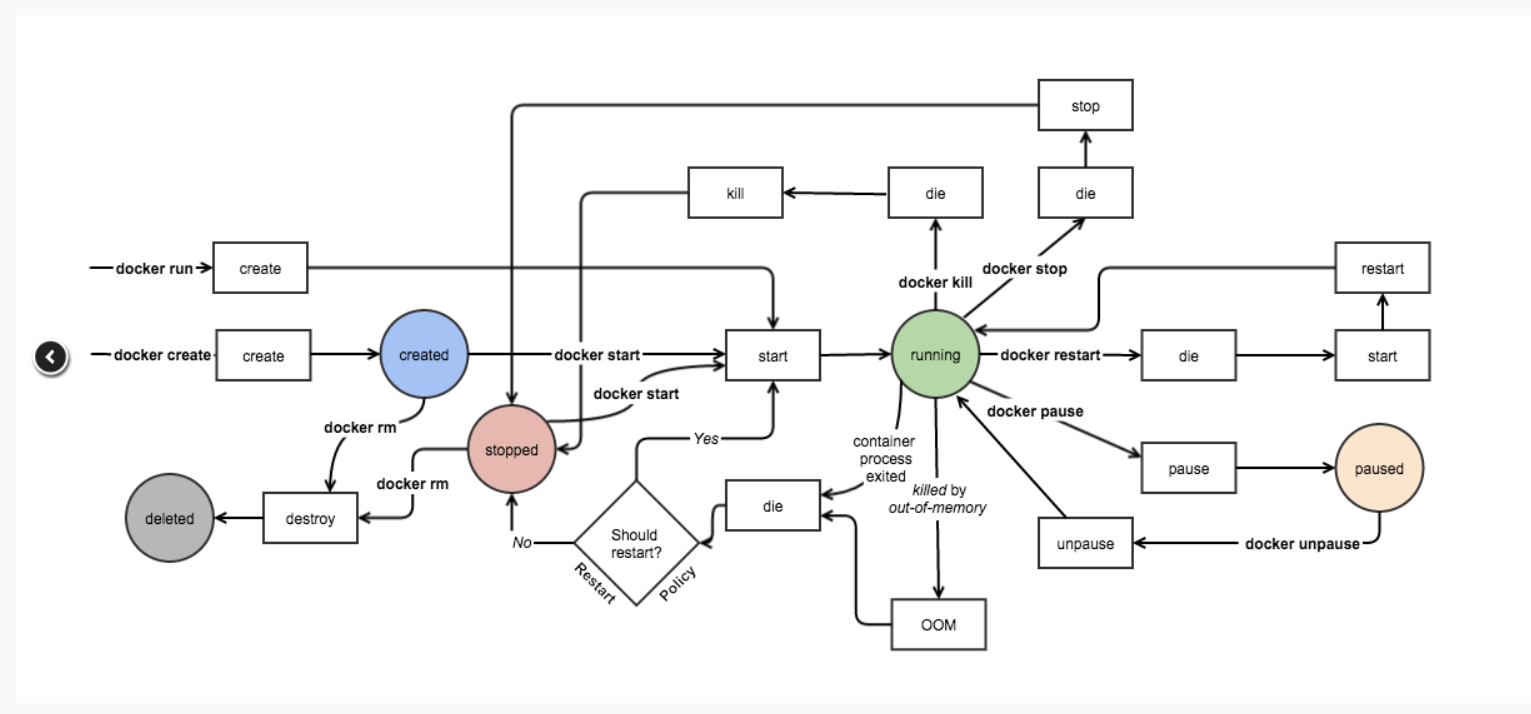 stop
kill
die
die
docker run
create
docker kill
docker stop
restart
docker create
create
created
docker start
start
running
docker restart
die
start
docker start
docker pause
docker rm
stopped
Yes
container
process
exited
pause
paused
docker rm
killed by
out-of-memory
deleted
destroy
No
Should
restart?
Restart
Policy
die
unpause
docker unpause
OOM